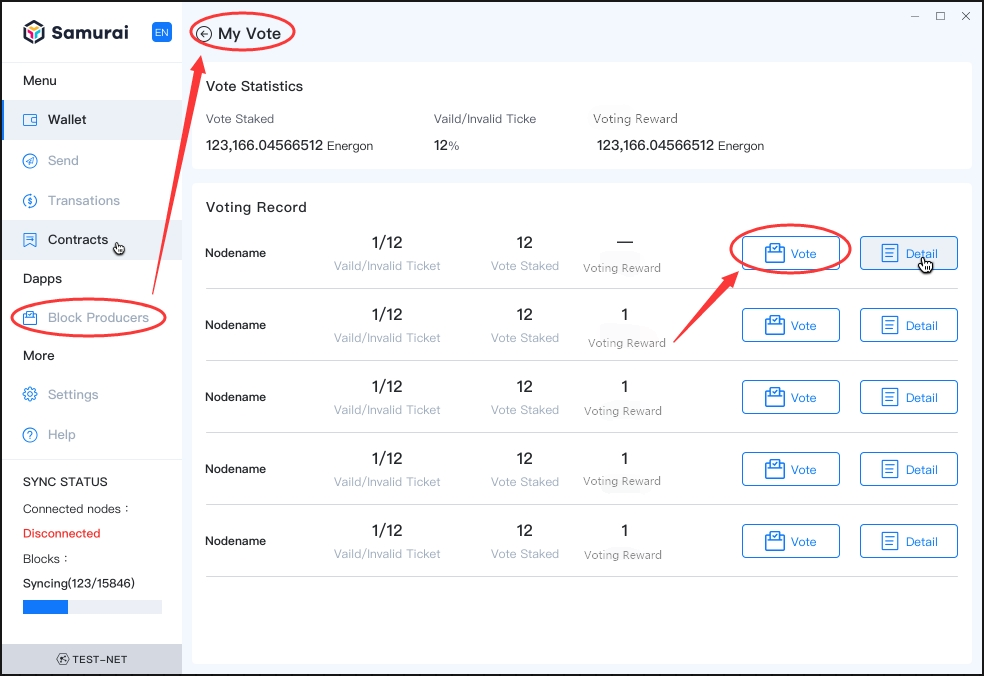 Samurai
EN
My Vote
Menu
Wallet
Send
Transations
Contracts
Dapps
Block Producers
More
Settings
Help
SYNC STATUS
Connected nodes :
Disconnected
Blocks :
Syncing(123/15846)
TEST-NET
Vote Statistics
Vote Staked
Vaild/Invalid Ticke
Voting Reward
123,166.04566512 Energon
12%
123,166.04566512 Energon
Voting Record
Nodename
1/12
Vaild/Invalid Ticket
12
Vote Staked
—
Voting Reward
Vote
Detail
Nodename
1/12
Vaild/Invalid Ticket
12
Vote Staked
1
Voting Reward
Vote
Detail
Nodename
1/12
Vaild/Invalid Ticket
12
Vote Staked
1
Voting Reward
Vote
Detail
Nodename
1/12
Vaild/Invalid Ticket
12
Vote Staked
1
Voting Reward
Vote
Detail
Nodename
1/12
Vaild/Invalid Ticket
12
Vote Staked
1
Voting Reward
Vote
Detail